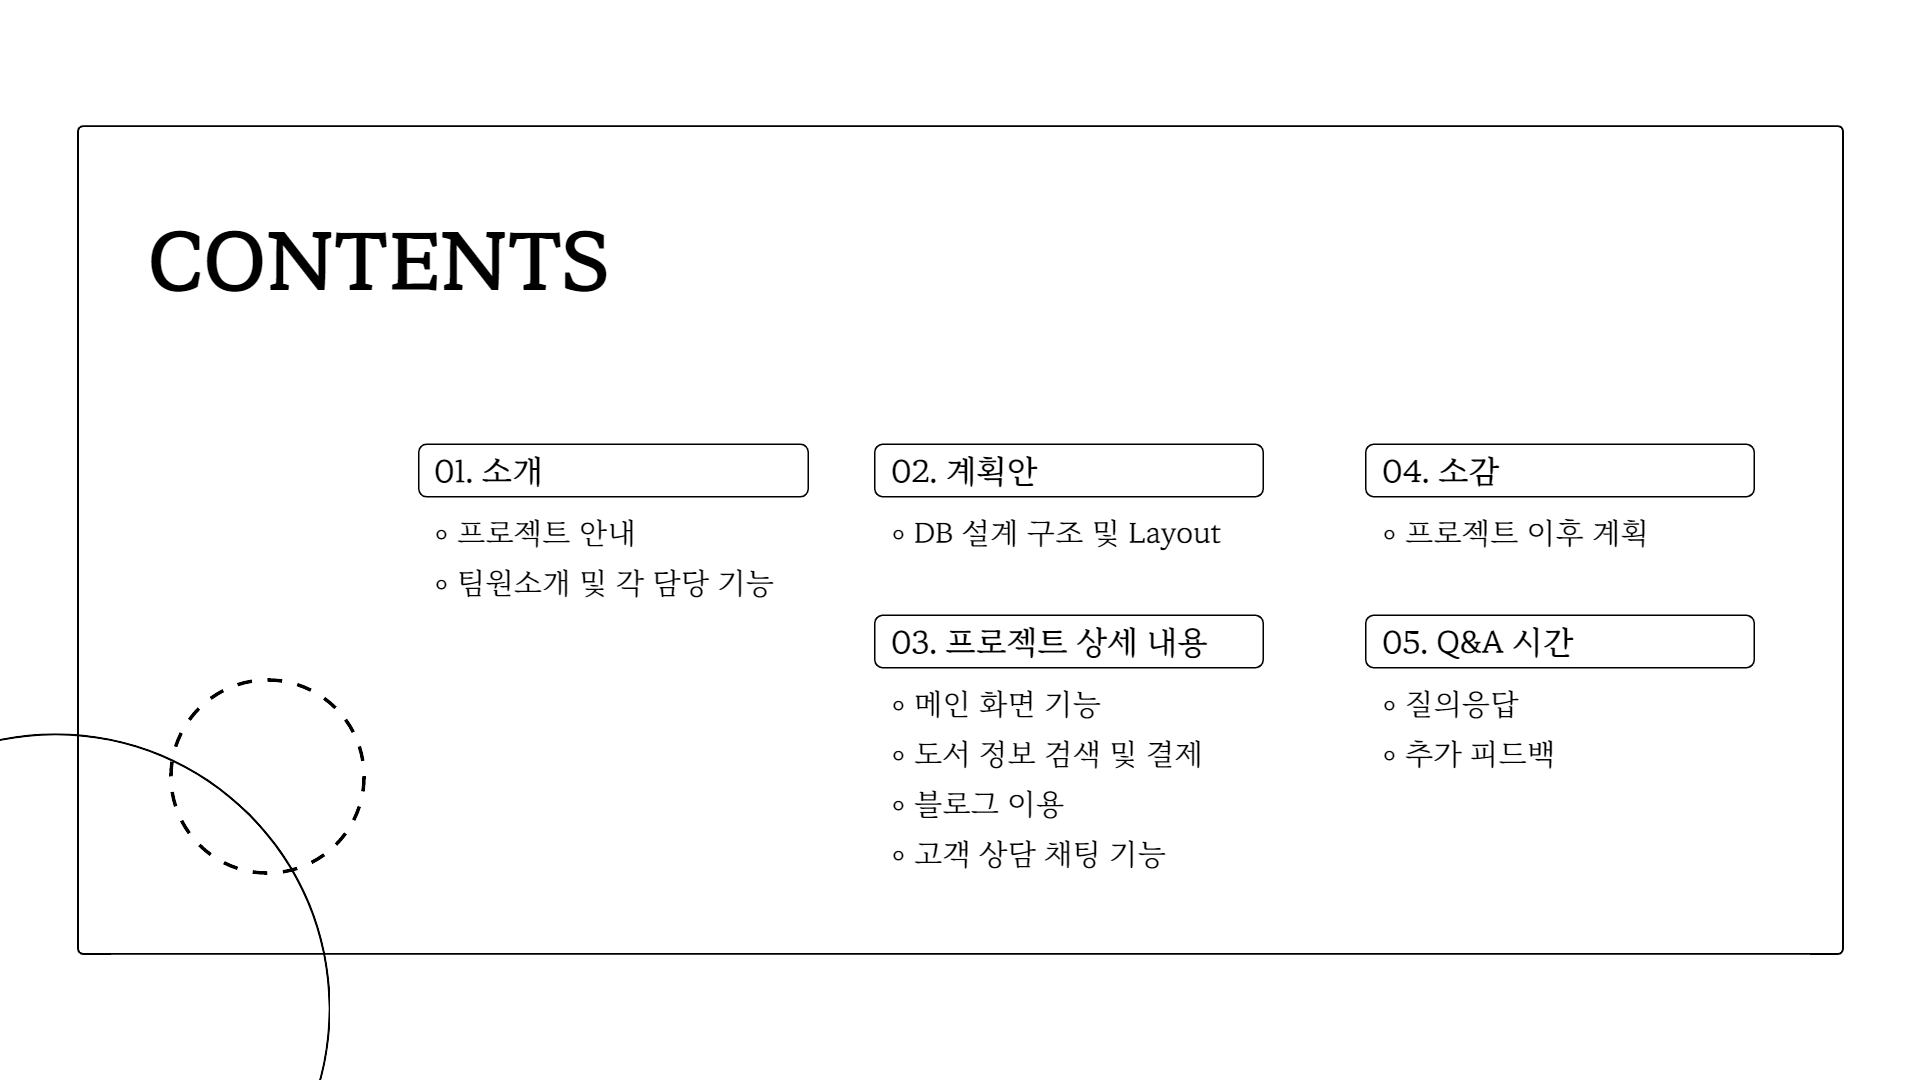 CONTENTS
01. 소개
∘ 프로젝트 안내
∘ 팀원소개 및 각 담당 기능
02. 계획안
∘ DB 설계 구조 및 Layout
03. 프로젝트 상세 내용
∘ 메인 화면 기능
∘ 도서 정보 검색 및 결제
∘ 블로그 이용
∘ 고객 상담 채팅 기능
04. 소감
∘ 프로젝트 이후 계획
05. Q&A 시간
∘ 질의응답
∘ 추가 피드백